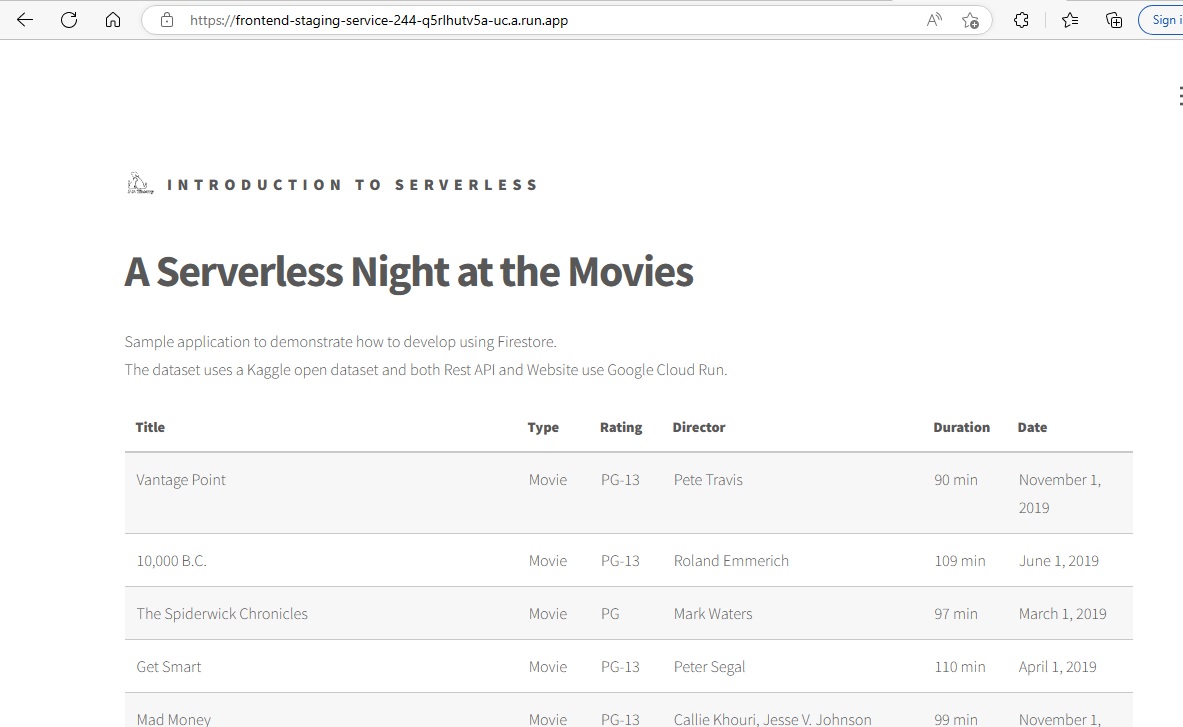 https://frontend-staging-service-244-q5rlhutv5a-uc.a.run.app
Sign i
INTRODUCTION TO SERVERLESS
A Serverless Night at the Movies
Sample application to demonstrate how to develop using Firestore.
The dataset uses a Kaggle open dataset and both Rest API and Website use Google Cloud Run.
Title Type Rating Director Duration Date
Vantage Point Movie PG-13 Pete Travis 90 min November 1,
2019
10,000 B.C. Movie PG-13 Roland Emmerich 109 min June 1, 2019
The Spiderwick Chronicles Movie PG Mark Waters 97 min March 1, 2019
Get Smart Movie PG-13 Peter Segal 110 min April 1, 2019
Mad Money Movie PG-13 Callie Khouri, Jesse V. Johnson 99 min November 1,